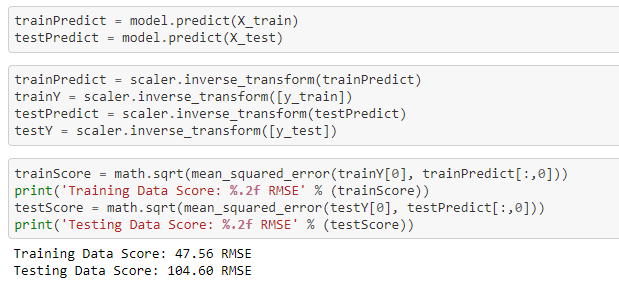 trainPredict = model.predict(X_train)
testPredict = model.predict(X_test)
trainPredict = scaler.inverse_transform(trainPredict)
trainY = scaler.inverse_transform([y_train])
testPredict = scaler.inverse_transform(testPredict)
testY = scaler.inverse_transform([y_test])
trainScore = math.sqrt(mean_squared_error(trainY[0], trainPredict[:,0]))
print('Training Data Score: %.2f RMSE' % (trainScore))
testScore = math.sqrt(mean_squared_error(testY[0], testPredict[:,0]))
print('Testing Data Score: %.2f RMSE' % (testScore))
Training Data Score: 47.56 RMSE
Testing Data Score: 104.60 RMSE